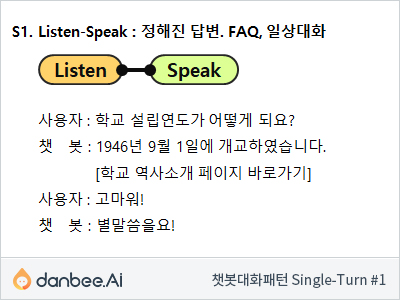 S1. Listen-Speak : 정해진 답변. FAQ, 일상대화
Listen Speak
사용자 : 학교 설립연도가 어떻게 되요?
챗 봇 : 1946년 9월 1일에 개교하였습니다.
[학교 역사소개 페이지 바로가기]
사용자 : 고마워!
챗 봇 : 별말씀을요!
danbee.Ai 챗봇대화패턴 Single-Turn #1